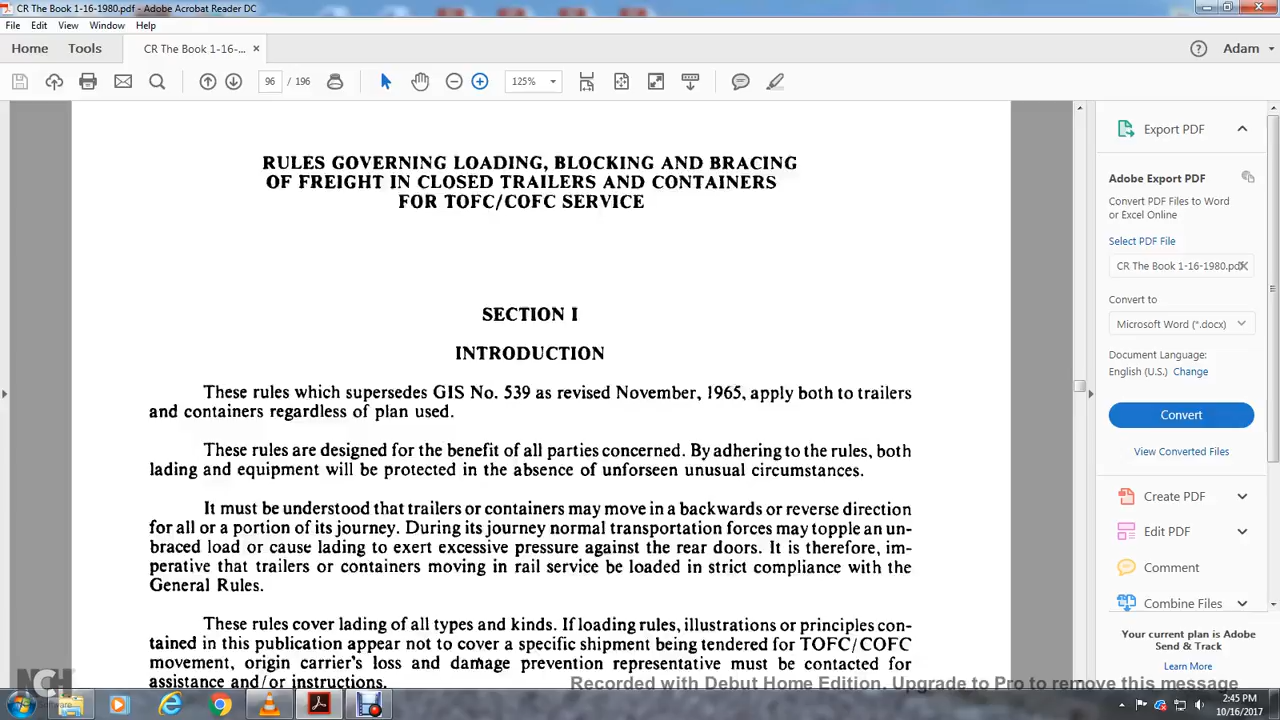 CR The Book 1-16-1980.pdf - Adobe Acrobat Reader DC
File Edit View Window Help
Home Tools CR The Book 1-16-... × Adam
96 / 196 125%
RULES GOVERNING LOADING, BLOCKING AND BRACING
OF FREIGHT IN CLOSED TRAILERS AND CONTAINERS
FOR TOFC/COFC SERVICE
SECTION I
INTRODUCTION
These rules which supersedes GIS No. 539 as revised November, 1965, apply both to trailers
and containers regardless of plan used.
These rules are designed for the benefit of all parties concerned. By adhering to the rules, both
lading and equipment will be protected in the absence of unforseen unusual circumstances.
It must be understood that trailers or containers may move in a backwards or reverse direction
for all or a portion of its journey. During its journey normal transportation forces may topple an un-
braced load or cause lading to exert excessive pressure against the rear doors. It is therefore, im-
perative that trailers or containers moving in rail service be loaded in strict compliance with the
General Rules.
These rules cover lading of all types and kinds. If loading rules, illustrations or principles con-
tained in this publication appear not to cover a specific shipment being tendered for TOFC/COFC
movement, origin carrier's loss and damage prevention representative must be contacted for
assistance and/or instructions.
Export PDF
Adobe Export PDF
Convert PDF Files to Word
or Excel Online
Select PDF File
CR The Book 1-16-1980.pdf
Convert to
Microsoft Word (*.docx)
Document Language:
English (U.S.) Change
Convert
View Converted Files
Create PDF
Edit PDF
Comment
Combine Files
Your current plan is Adobe
Send & Track
Learn More
NCH
Recorded with Debut Home Edition. Upgrade to Pro to remove this message
2:45 PM
10/16/2017